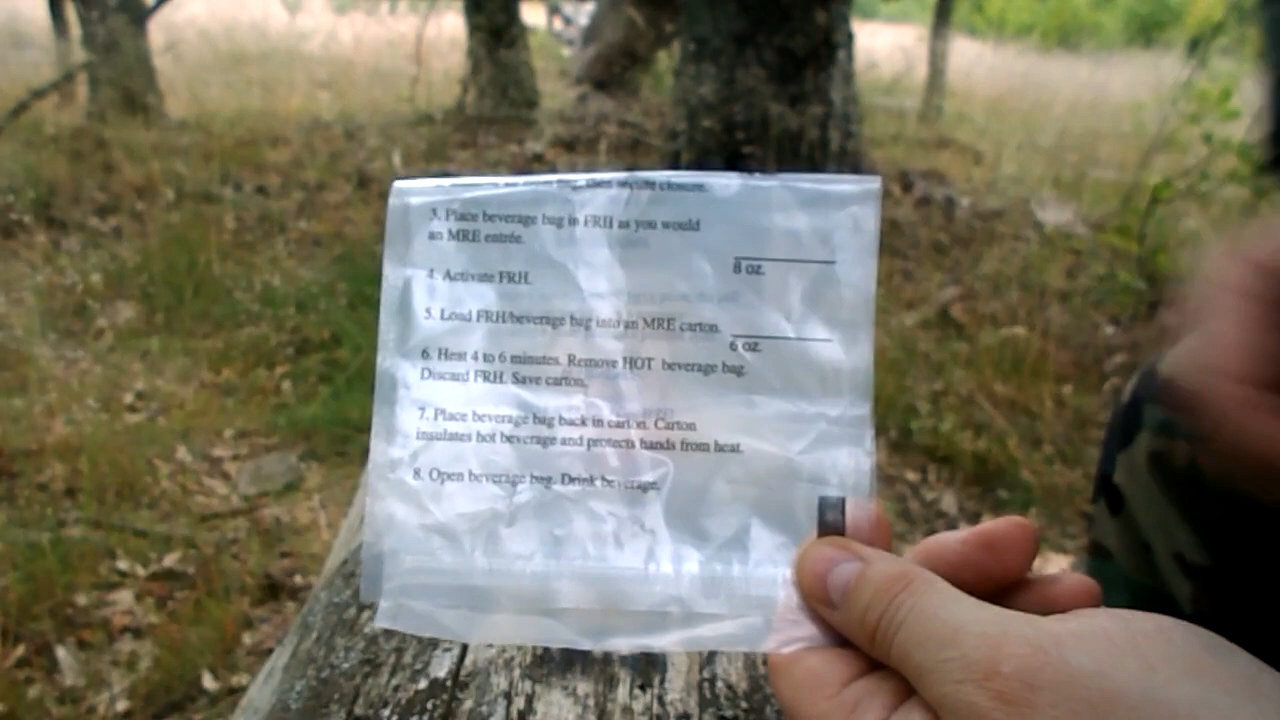 then secure closure.
3. Place beverage bag in FRH as you would
an MRE entrée.
8 oz.
4. Activate FRH.
5. Load FRH/beverage bag into an MRE carton.
6 oz.
6. Heat 4 to 6 minutes. Remove HOT beverage bag.
Discard FRH. Save carton.
7. Place beverage bag back in carton. Carton
insulates hot beverage and protects hands from heat.
8. Open beverage bag. Drink beverage.